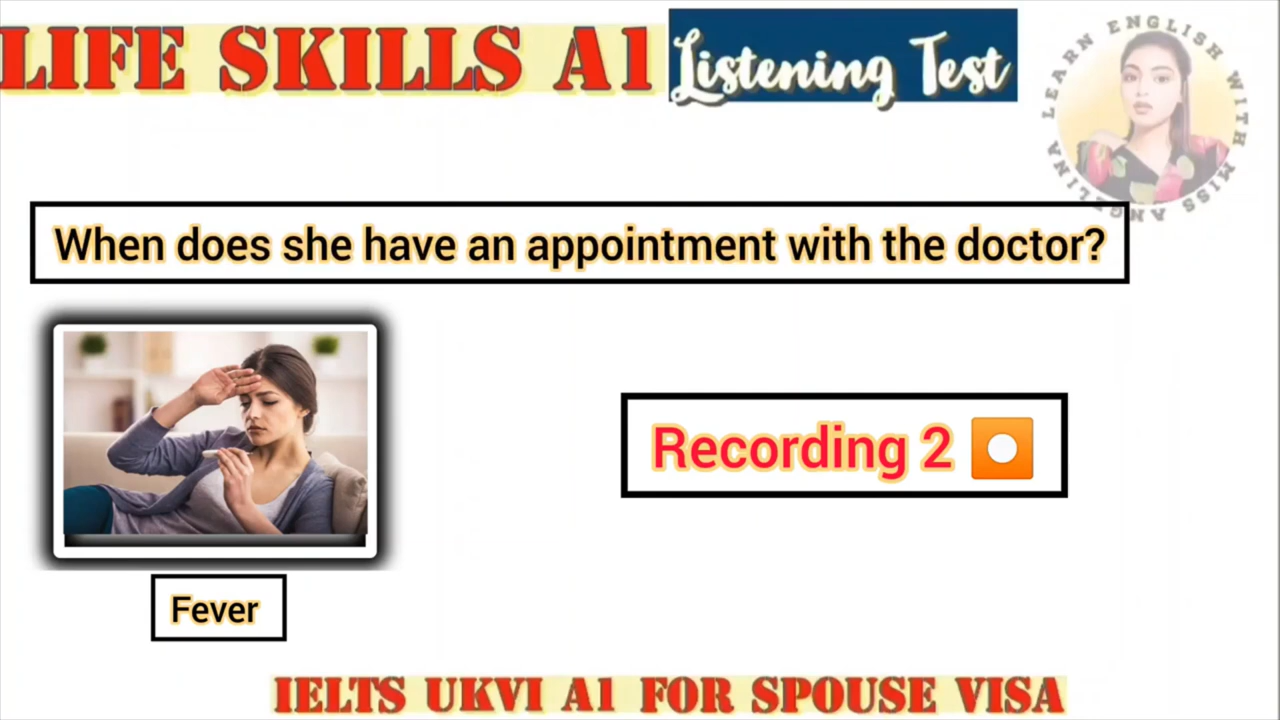 LIFE SKILLS A1 Listening Test
LEARN ENGLISH WITH MISS ANGELINA
When does she have an appointment with the doctor?
Recording 2
Fever
IELTS UKVI A1 FOR SPOUSE VISA